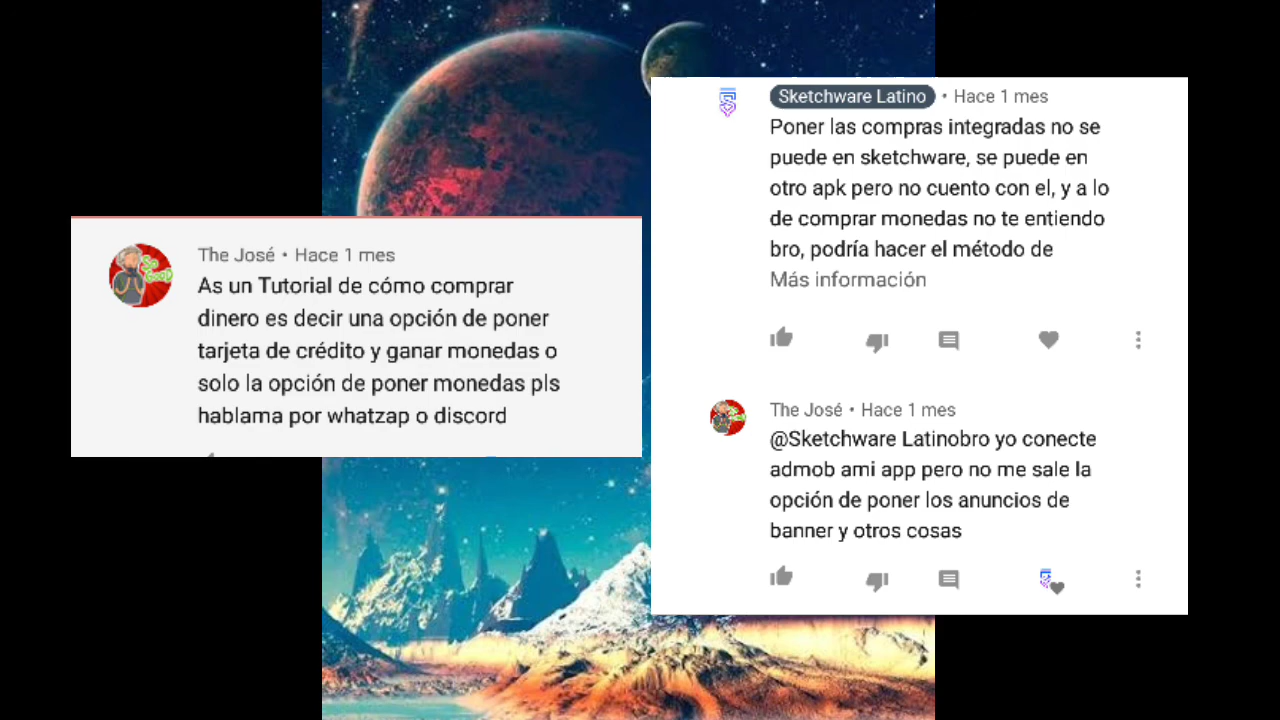 The José • Hace 1 mes
As un Tutorial de cómo comprar
dinero es decir una opción de poner
tarjeta de crédito y ganar monedas o
solo la opción de poner monedas pls
hablama por whatzap o discord
Sketchware Latino • Hace 1 mes
Poner las compras integradas no se
puede en sketchware, se puede en
otro apk pero no cuento con el, y a lo
de comprar monedas no te entiendo
bro, podría hacer el método de
Más información
The José • Hace 1 mes
@Sketchware Latinobro yo conecte
admob ami app pero no me sale la
opción de poner los anuncios de
banner y otros cosas